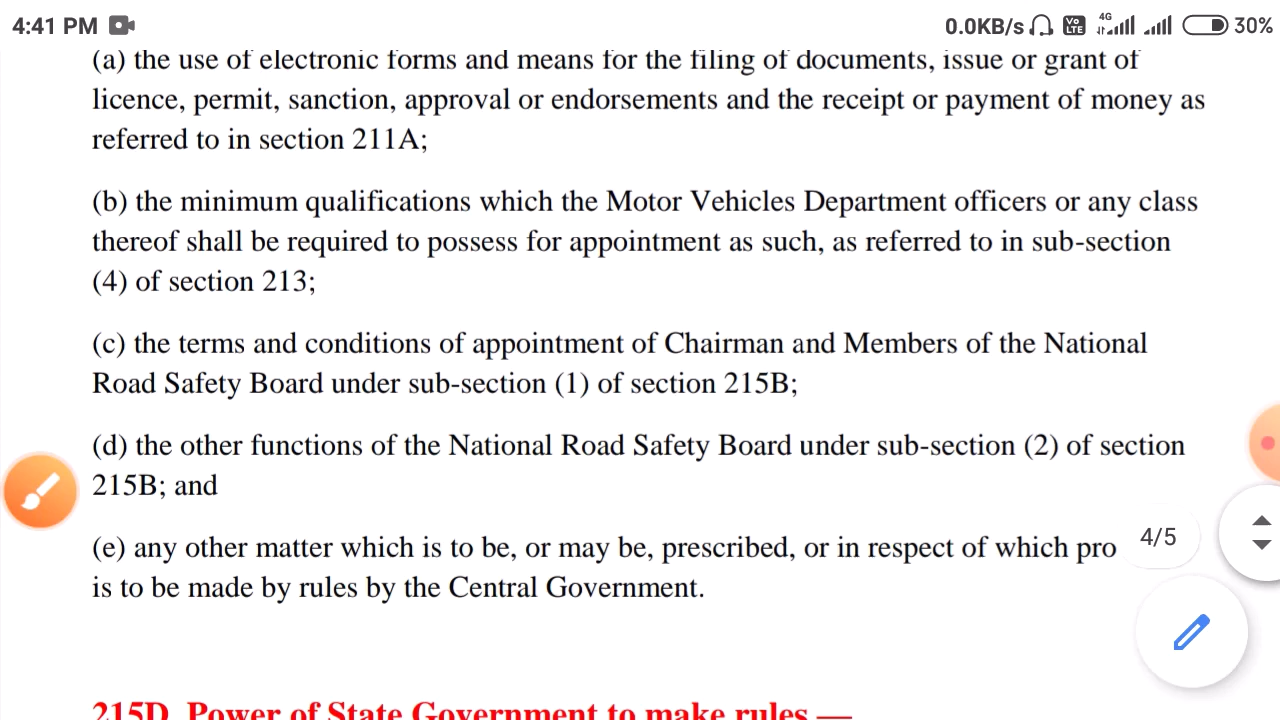 4:41 PM 0.0KB/s Vo LTE 4G 30%
(a) the use of electronic forms and means for the filing of documents, issue or grant of
licence, permit, sanction, approval or endorsements and the receipt or payment of money as
referred to in section 211A;
(b) the minimum qualifications which the Motor Vehicles Department officers or any class
thereof shall be required to possess for appointment as such, as referred to in sub-section
(4) of section 213;
(c) the terms and conditions of appointment of Chairman and Members of the National
Road Safety Board under sub-section (1) of section 215B;
(d) the other functions of the National Road Safety Board under sub-section (2) of section
215B; and
(e) any other matter which is to be, or may be, prescribed, or in respect of which pro
4/5
is to be made by rules by the Central Government.
215D Power of State Government to make rules —